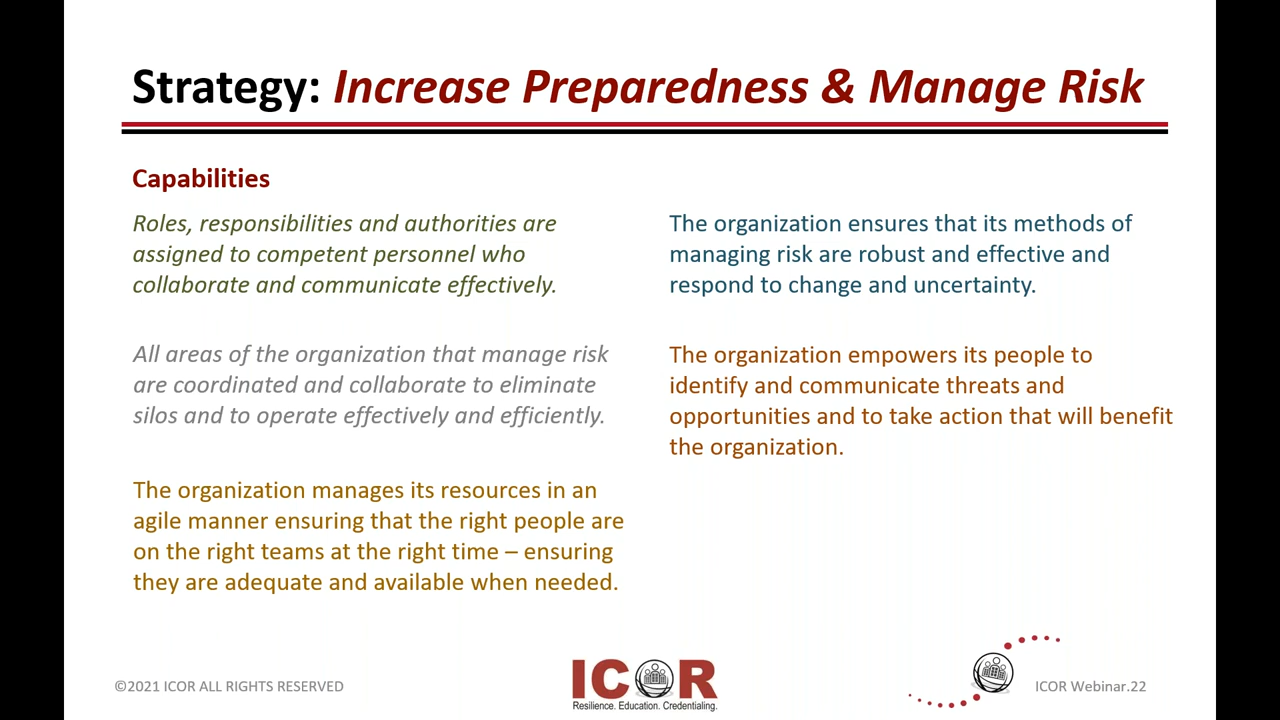 Strategy: Increase Preparedness & Manage Risk
Capabilities
Roles, responsibilities and authorities are
assigned to competent personnel who
collaborate and communicate effectively.
All areas of the organization that manage risk
are coordinated and collaborate to eliminate
silos and to operate effectively and efficiently.
The organization manages its resources in an
agile manner ensuring that the right people are
on the right teams at the right time – ensuring
they are adequate and available when needed.
The organization ensures that its methods of
managing risk are robust and effective and
respond to change and uncertainty.
The organization empowers its people to
identify and communicate threats and
opportunities and to take action that will benefit
the organization.
©2021 ICOR ALL RIGHTS RESERVED
ICOR
Resilience. Education. Credentialing.
ICOR Webinar.22